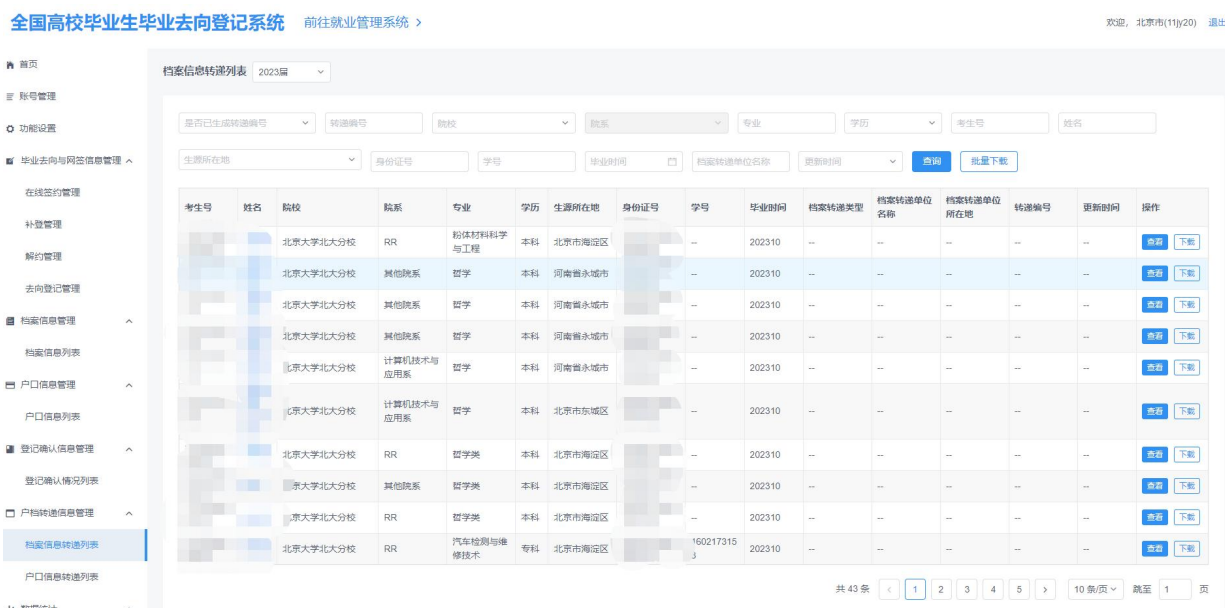 全国高校毕业生毕业去向登记系统 前往就业管理系统 >
欢迎, 北京市(11jy20) 退出
首页
账号管理
功能设置
毕业去向与网签信息管理
在线签约管理
补登管理
解约管理
去向登记管理
档案信息管理
档案信息列表
户口信息管理
户口信息列表
登记确认信息管理
登记确认情况列表
户档转递信息管理
档案信息转递列表
户口信息转递列表
档案信息转递列表 2023届
是否已生成转递编号 转递编号 院校 院系 专业 学历 考生号 姓名
生源所在地 身份证号 学号 毕业时间 档案转递单位名称 更新时间 查询 批量下载
考生号 姓名 院校 院系 专业 学历 生源所在地 身份证号 学号 毕业时间 档案转递类型 档案转递单位名称 档案转递单位所在地 转递编号 更新时间 操作
北京大学北大分校 RR 粉体材料科学与工程 本科 北京市海淀区 -- 202310 -- -- -- -- -- 查看 下载
北京大学北大分校 其他院系 哲学 本科 河南省永城市 -- 202310 -- -- -- -- -- 查看 下载
北京大学北大分校 其他院系 哲学 本科 河南省永城市 -- 202310 -- -- -- -- -- 查看 下载
北京大学北大分校 其他院系 哲学 本科 河南省永城市 -- 202310 -- -- -- -- -- 查看 下载
北京大学北大分校 计算机技术与应用系 哲学 本科 河南省永城市 -- 202310 -- -- -- -- -- 查看 下载
北京大学北大分校 计算机技术与应用系 哲学 本科 北京市东城区 -- 202310 -- -- -- -- -- 查看 下载
北京大学北大分校 RR 哲学类 本科 北京市海淀区 -- 202310 -- -- -- -- -- 查看 下载
京大学北大分校 其他院系 哲学类 本科 北京市海淀区 -- 202310 -- -- -- -- -- 查看 下载
京大学北大分校 RR 哲学类 本科 北京市海淀区 -- 202310 -- -- -- -- -- 查看 下载
北京大学北大分校 RR 汽车检测与维修技术 专科 北京市海淀区 202310 -- -- -- -- -- 查看 下载
共 43 条 < 1 2 3 4 5 > 10 条/页 跳至 1 页